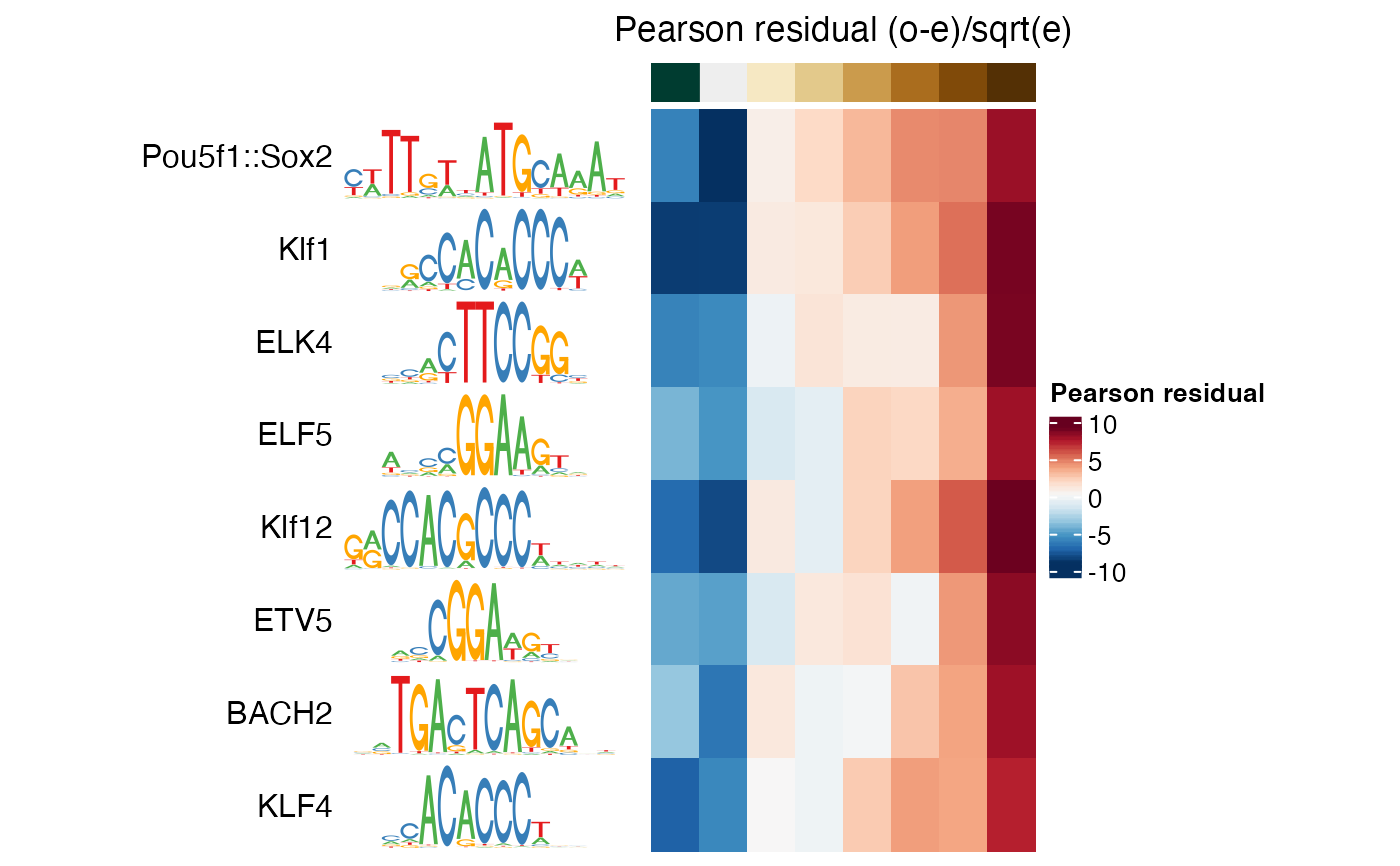 Pearson residual (o-e)/sqrt(e)
Pou5f1::Sox2
Klf1
ELK4
ELF5
Klf12
ETV5
BACH2
KLF4
Pearson residual
10
5
0
-5
-10